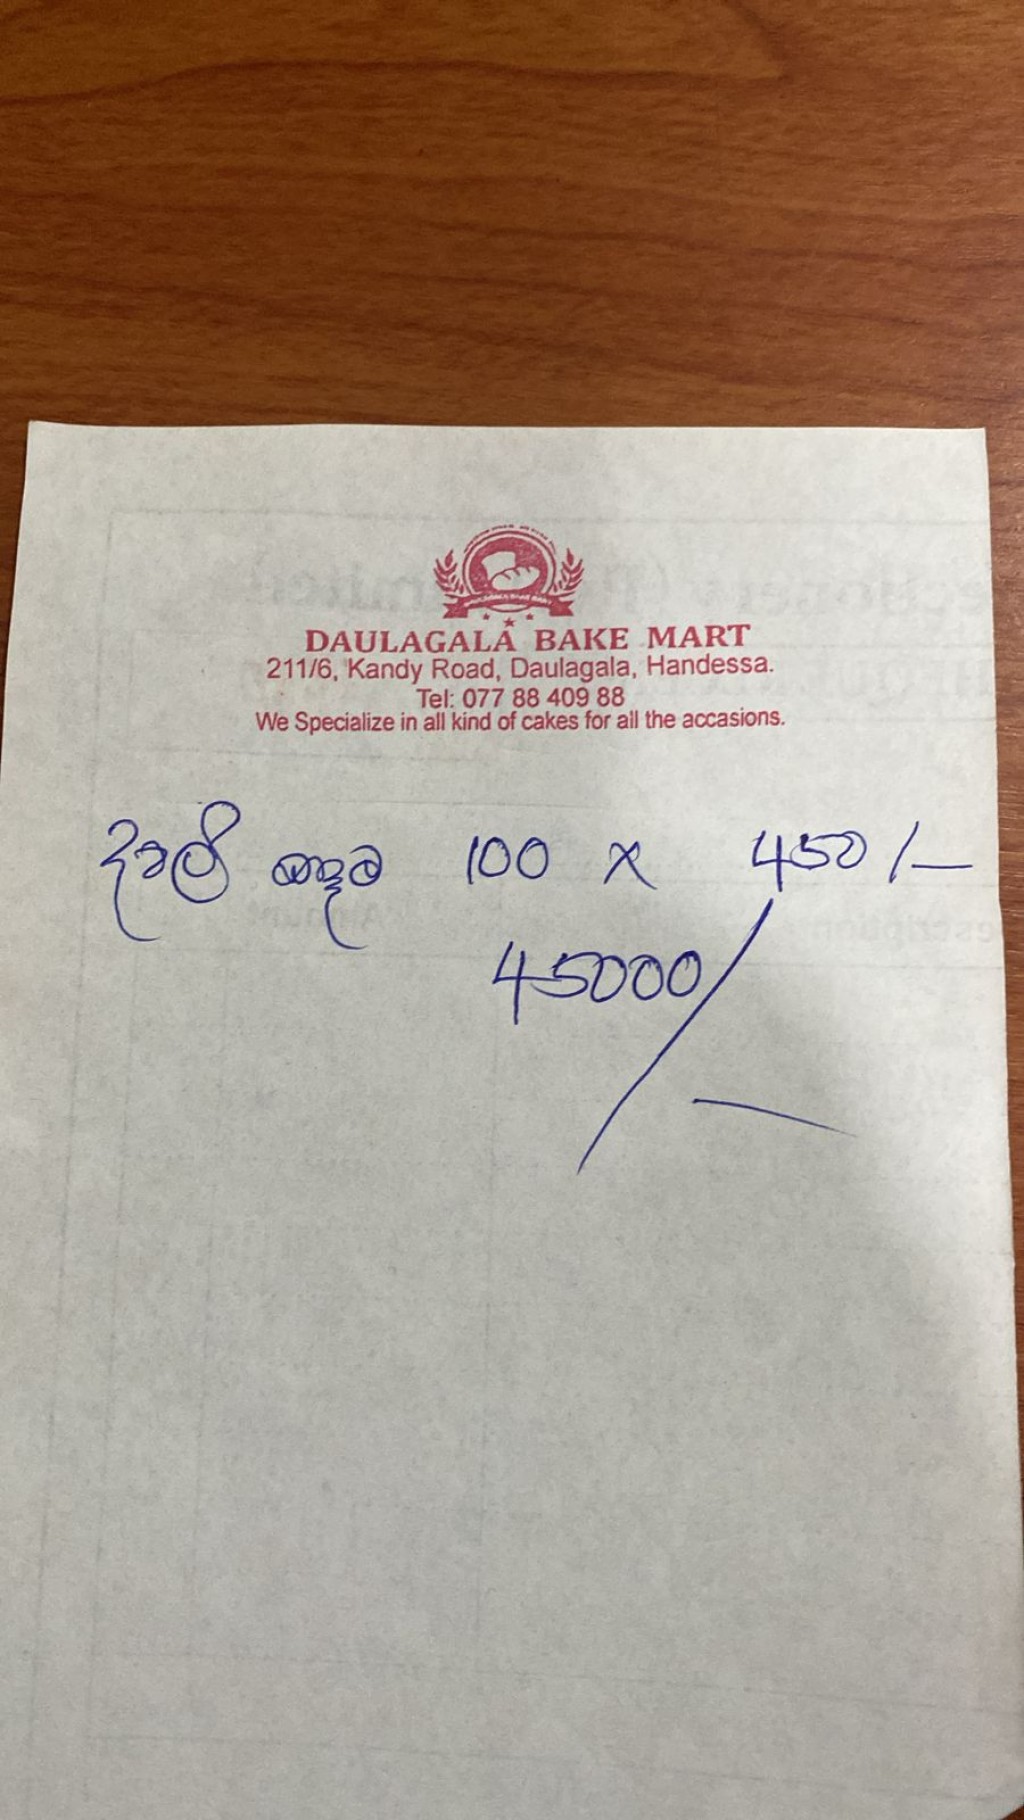 DAULAGALA BAKE MART
211/6, Kandy Road, Daulagala, Handessa.
Tel: 077 88 409 88
We Specialize in all kind of cakes for all the accasions.
දවල් කෑම 100 x 450/-
45000/-